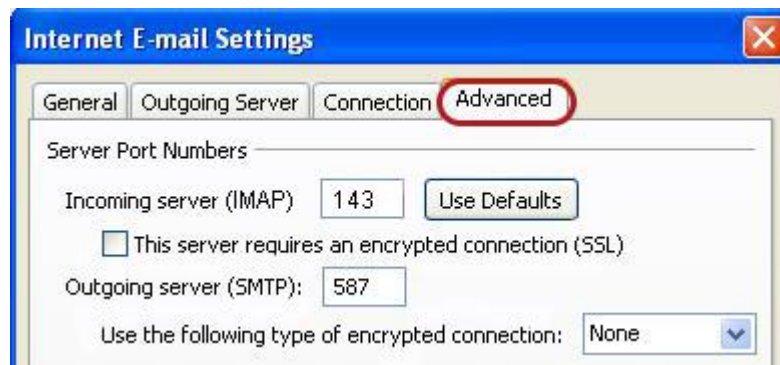 Internet E-mail Settings
General Outgoing Server Connection Advanced
Server Port Numbers
Incoming server (IMAP) 143 Use Defaults
This server requires an encrypted connection (SSL)
Outgoing server (SMTP): 587
Use the following type of encrypted connection: None